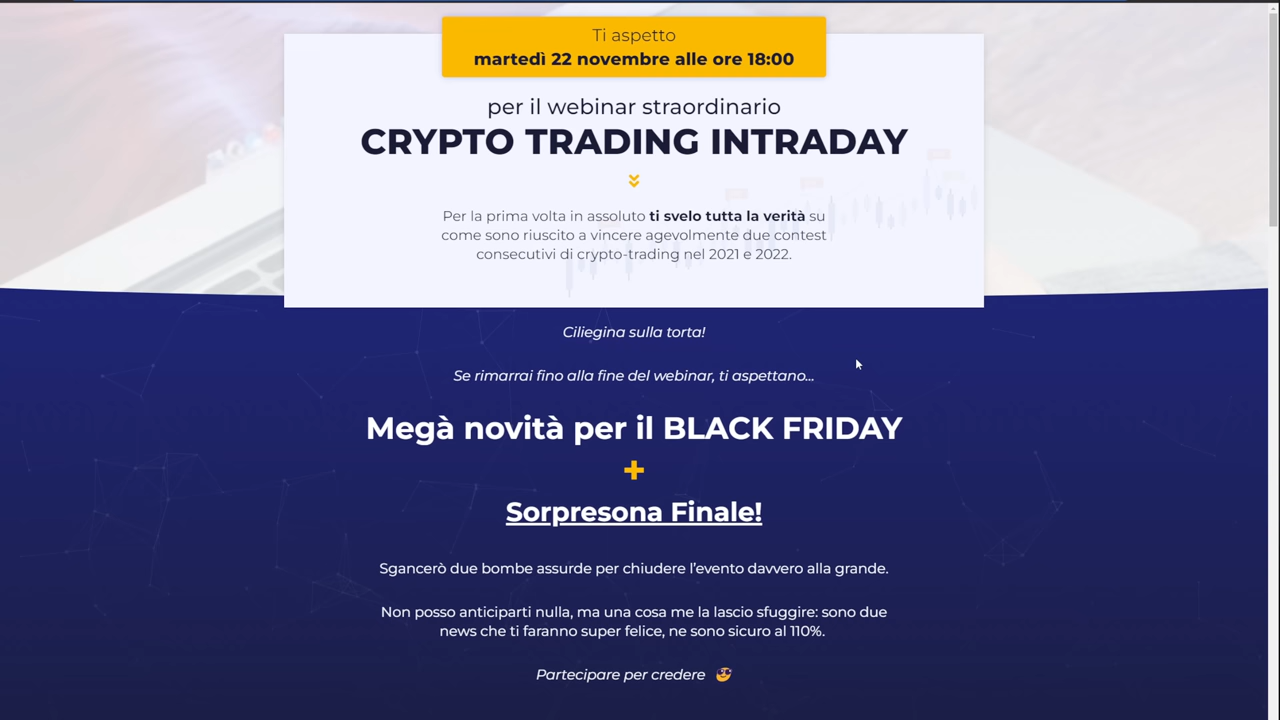 Ti aspetto
martedì 22 novembre alle ore 18:00
per il webinar straordinario
CRYPTO TRADING INTRADAY
Per la prima volta in assoluto ti svelo tutta la verità su
come sono riuscito a vincere agevolmente due contest
consecutivi di crypto-trading nel 2021 e 2022.
Ciliegina sulla torta!
Se rimarrai fino alla fine del webinar, ti aspettano...
Megà novità per il BLACK FRIDAY
+
Sorpresona Finale!
Sgancerò due bombe assurde per chiudere l'evento davvero alla grande.
Non posso anticiparti nulla, ma una cosa me la lascio sfuggire: sono due
news che ti faranno super felice, ne sono sicuro al 110%.
Partecipare per credere